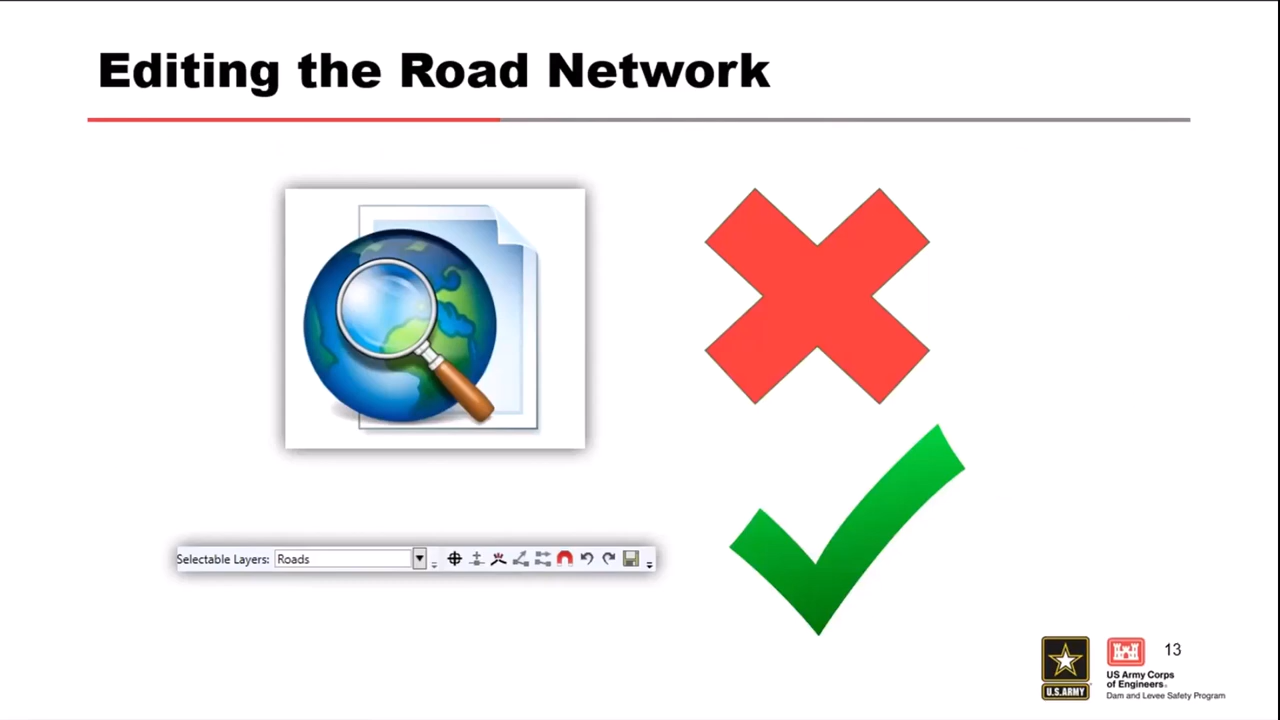 Editing the Road Network
Selectable Layers: Roads
13
U.S.ARMY
US Army Corps
of Engineers®
Dam and Levee Safety Program